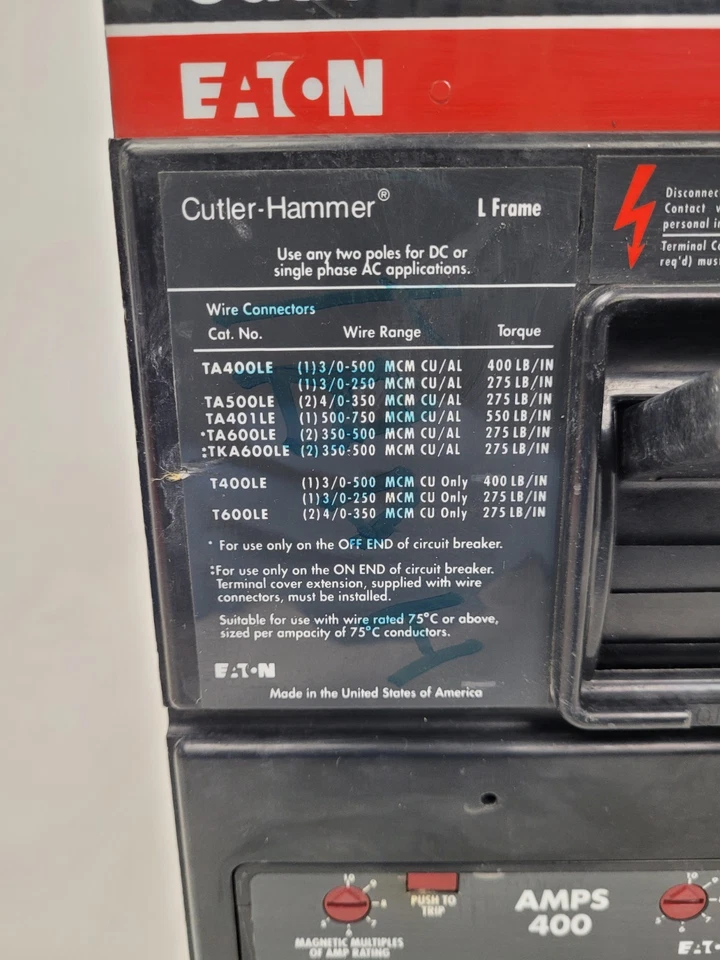 EATON
Cutler-Hammer® L Frame
Use any two poles for DC or
single phase AC applications.
Wire Connectors
Cat. No. Wire Range Torque
TA400LE (1)3/0-500 MCM CU/AL 400 LB/IN
(1)3/0-250 MCM CU/AL 275 LB/IN
TA500LE (2)4/0-350 MCM CU/AL 275 LB/IN
TA401LE (1)500-750 MCM CU/AL 550 LB/IN
*TA600LE (2)350-500 MCM CU/AL 275 LB/IN
‡TKA600LE (2)350-500 MCM CU/AL 275 LB/IN
T400LE (1)3/0-500 MCM CU Only 400 LB/IN
(1)3/0-250 MCM CU Only 275 LB/IN
T600LE (2)4/0-350 MCM CU Only 275 LB/IN
* For use only on the OFF END of circuit breaker.
‡For use only on the ON END of circuit breaker.
Terminal cover extension, supplied with wire
connectors, must be installed.
Suitable for use with wire rated 75°C or above,
sized per ampacity of 75°C conductors.
EATON
Made in the United States of America
Disconnec
Contact
personal
Terminal
req'd) mus
PUSH TO
TRIP
MAGNETIC MULTIPLES
OF AMP RATING
AMPS
400